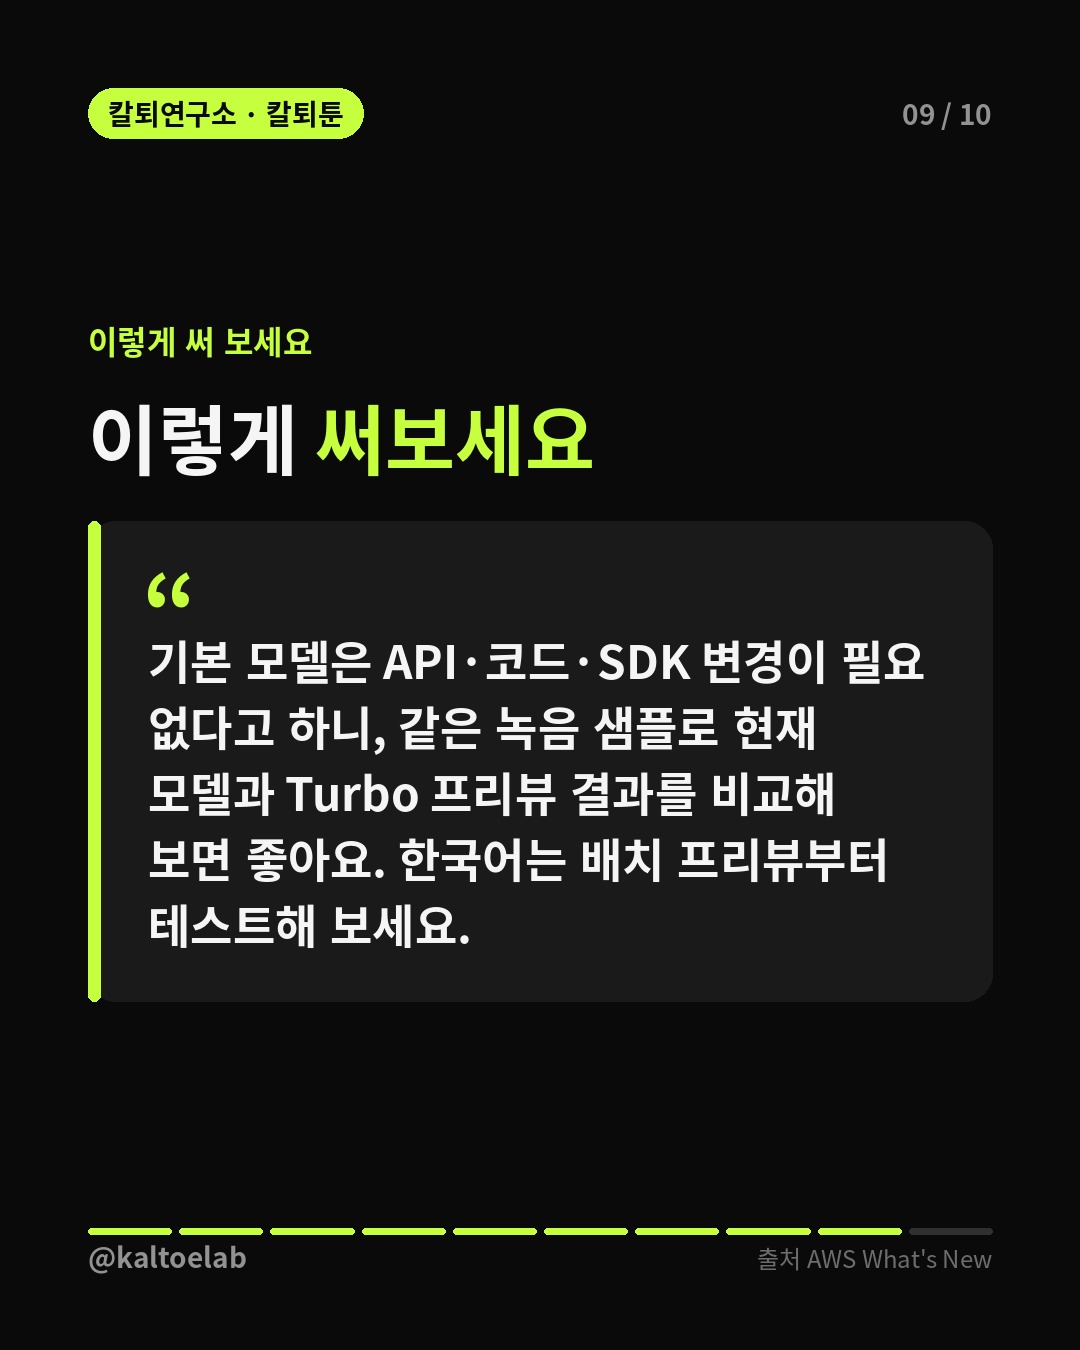 칼퇴연구소 · 칼퇴툰
09 / 10
이렇게 써 보세요
이렇게 써보세요
“
기본 모델은 API·코드·SDK 변경이 필요
없다고 하니, 같은 녹음 샘플로 현재
모델과 Turbo 프리뷰 결과를 비교해
보면 좋아요. 한국어는 배치 프리뷰부터
테스트해 보세요.
@kaltoelab
출처 AWS What's New